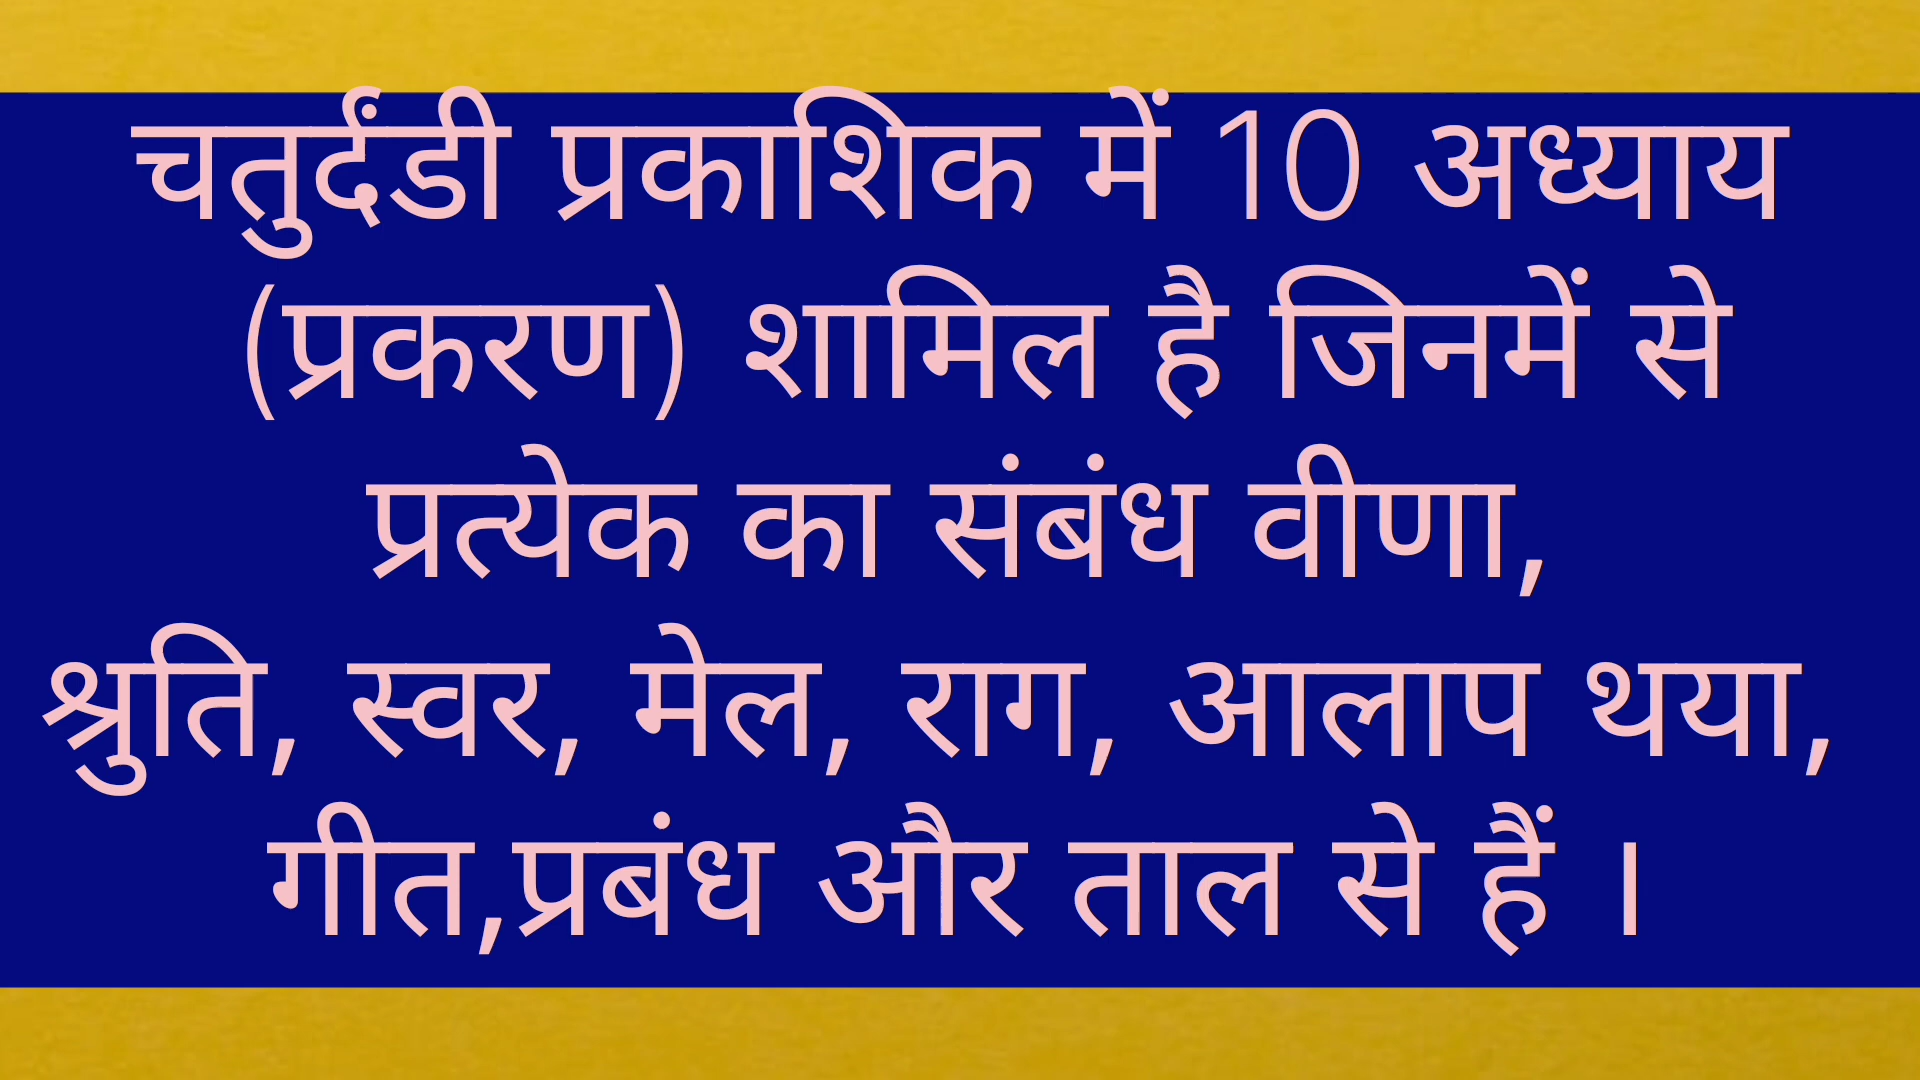 चतुर्दंडी प्रकाशिक में 10 अध्याय
(प्रकरण) शामिल है जिनमें से
प्रत्येक का संबंध वीणा,
श्रुति, स्वर, मेल, राग, आलाप थया,
गीत,प्रबंध और ताल से हैं ।